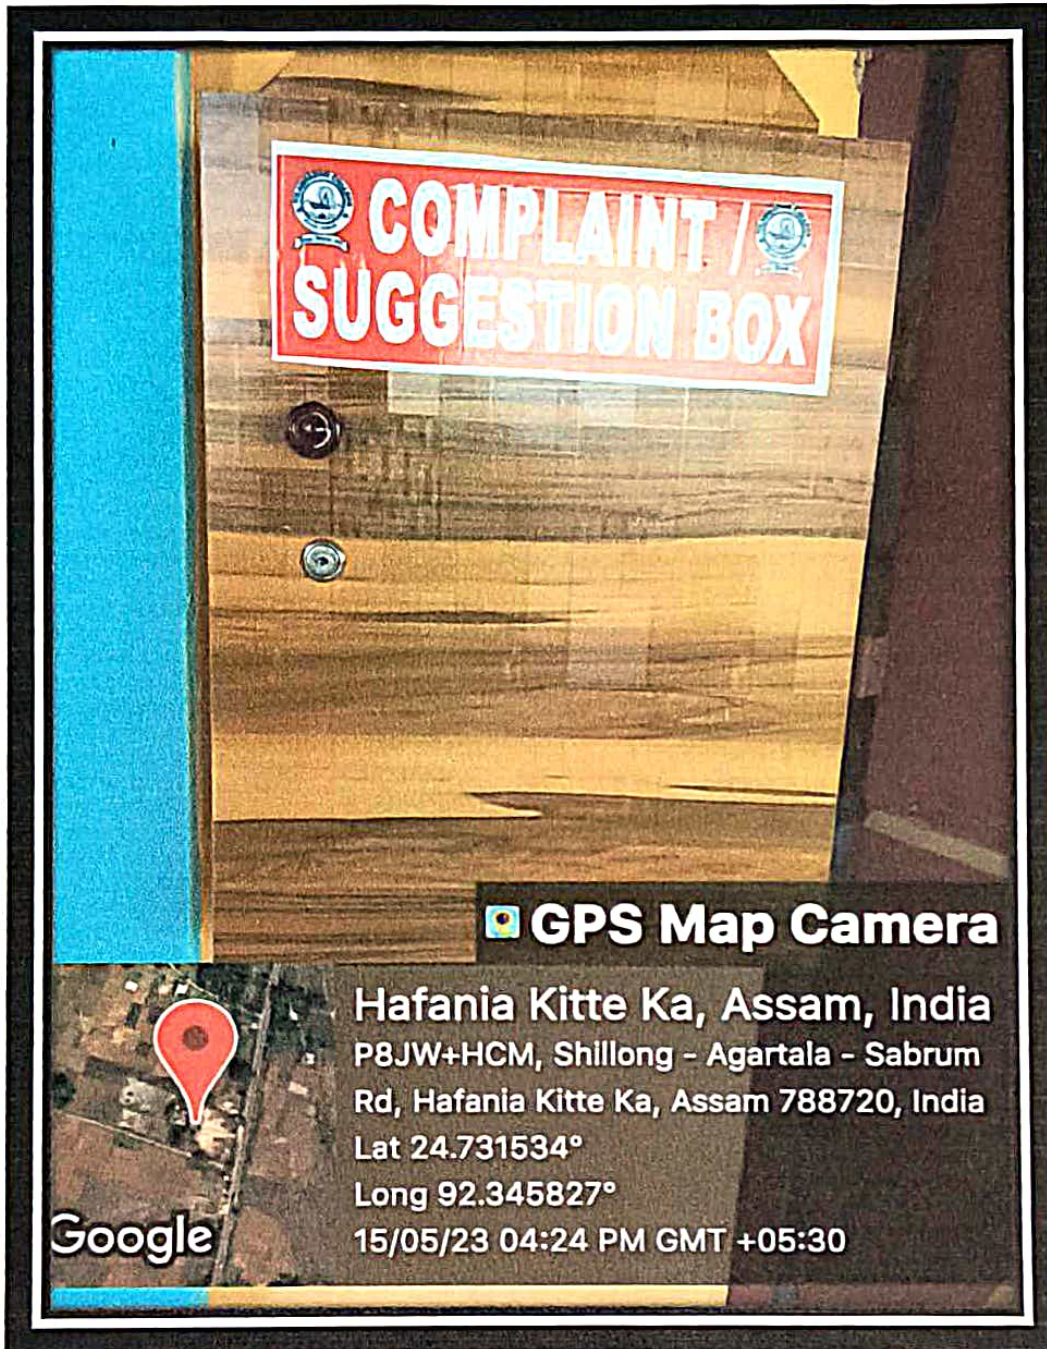 COMPLAINT /
SUGGESTION BOX
GPS Map Camera
Hafania Kitte Ka, Assam, India
P8JW+HCM, Shillong - Agartala - Sabrum
Rd, Hafania Kitte Ka, Assam 788720, India
Lat 24.731534°
Long 92.345827°
15/05/23 04:24 PM GMT +05:30
Google